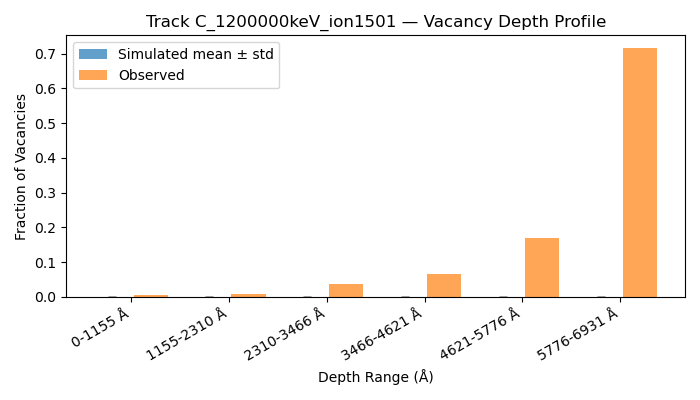 Track C_1200000keV_ion1501 — Vacancy Depth Profile
Simulated mean ± std
Observed
Fraction of Vacancies
0.7
0.6
0.5
0.4
0.3
0.2
0.1
0.0
0-1155 Å
1155-2310 Å
2310-3466 Å
3466-4621 Å
4621-5776 Å
5776-6931 Å
Depth Range (Å)